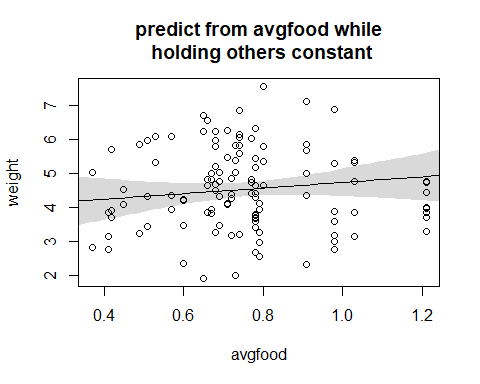 predict from avgfood while
holding others constant
weight
7
6
5
4
3
2
0.4 0.6 0.8 1.0 1.2
avgfood